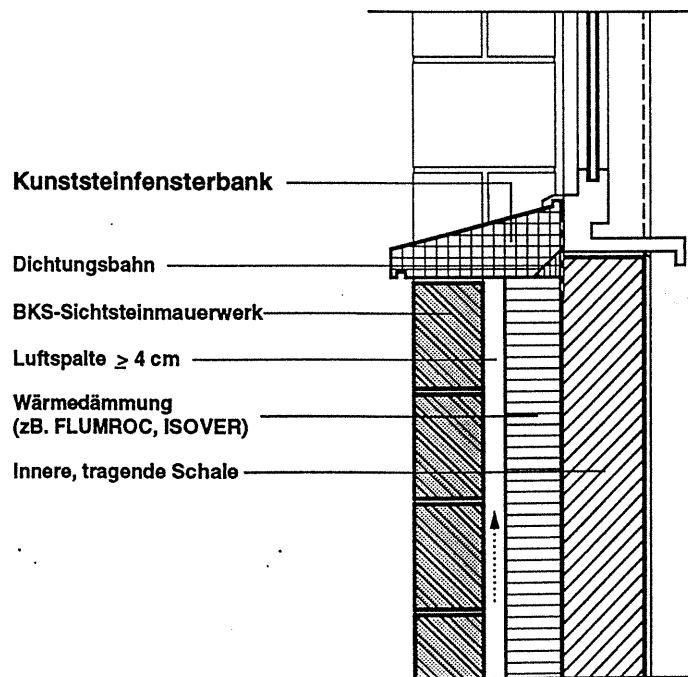 Kunststeinfensterbank
Dichtungsbahn
BKS-Sichtsteinmauerwerk
Luftspalte ≥ 4 cm
Wärmedämmung
(zB. FLUMROC, ISOVER)
Innere, tragende Schale